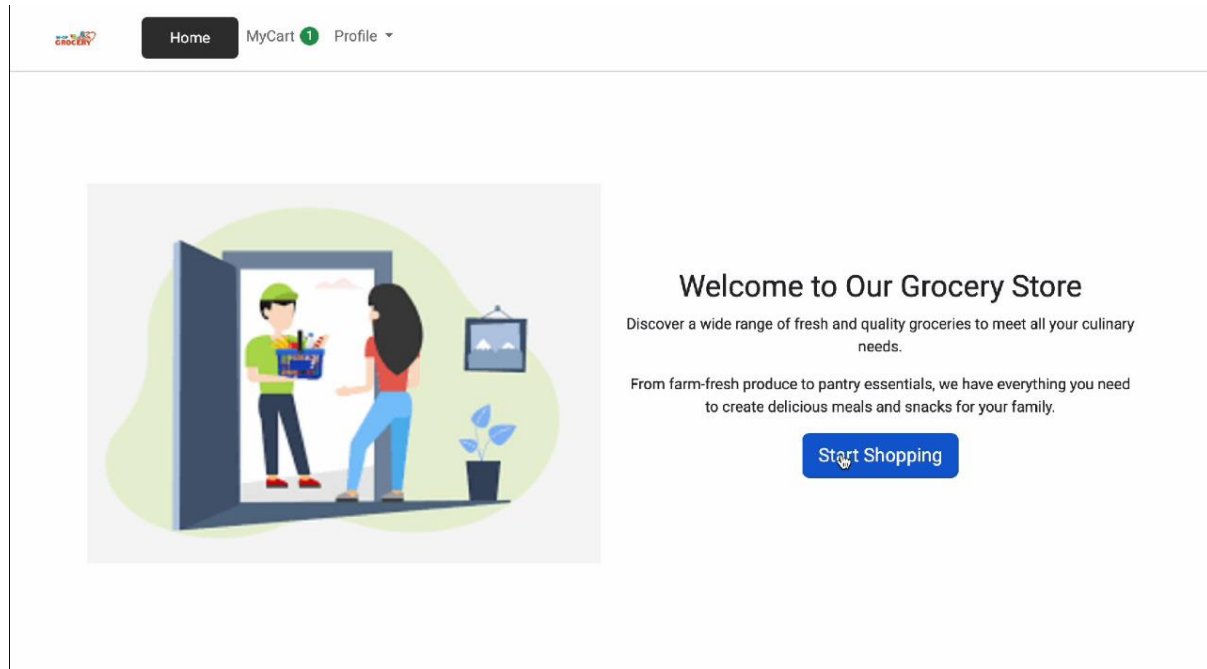 GROCERY
Home
MyCart 1
Profile
Welcome to Our Grocery Store
Discover a wide range of fresh and quality groceries to meet all your culinary
needs.
From farm-fresh produce to pantry essentials, we have everything you need
to create delicious meals and snacks for your family.
Start Shopping